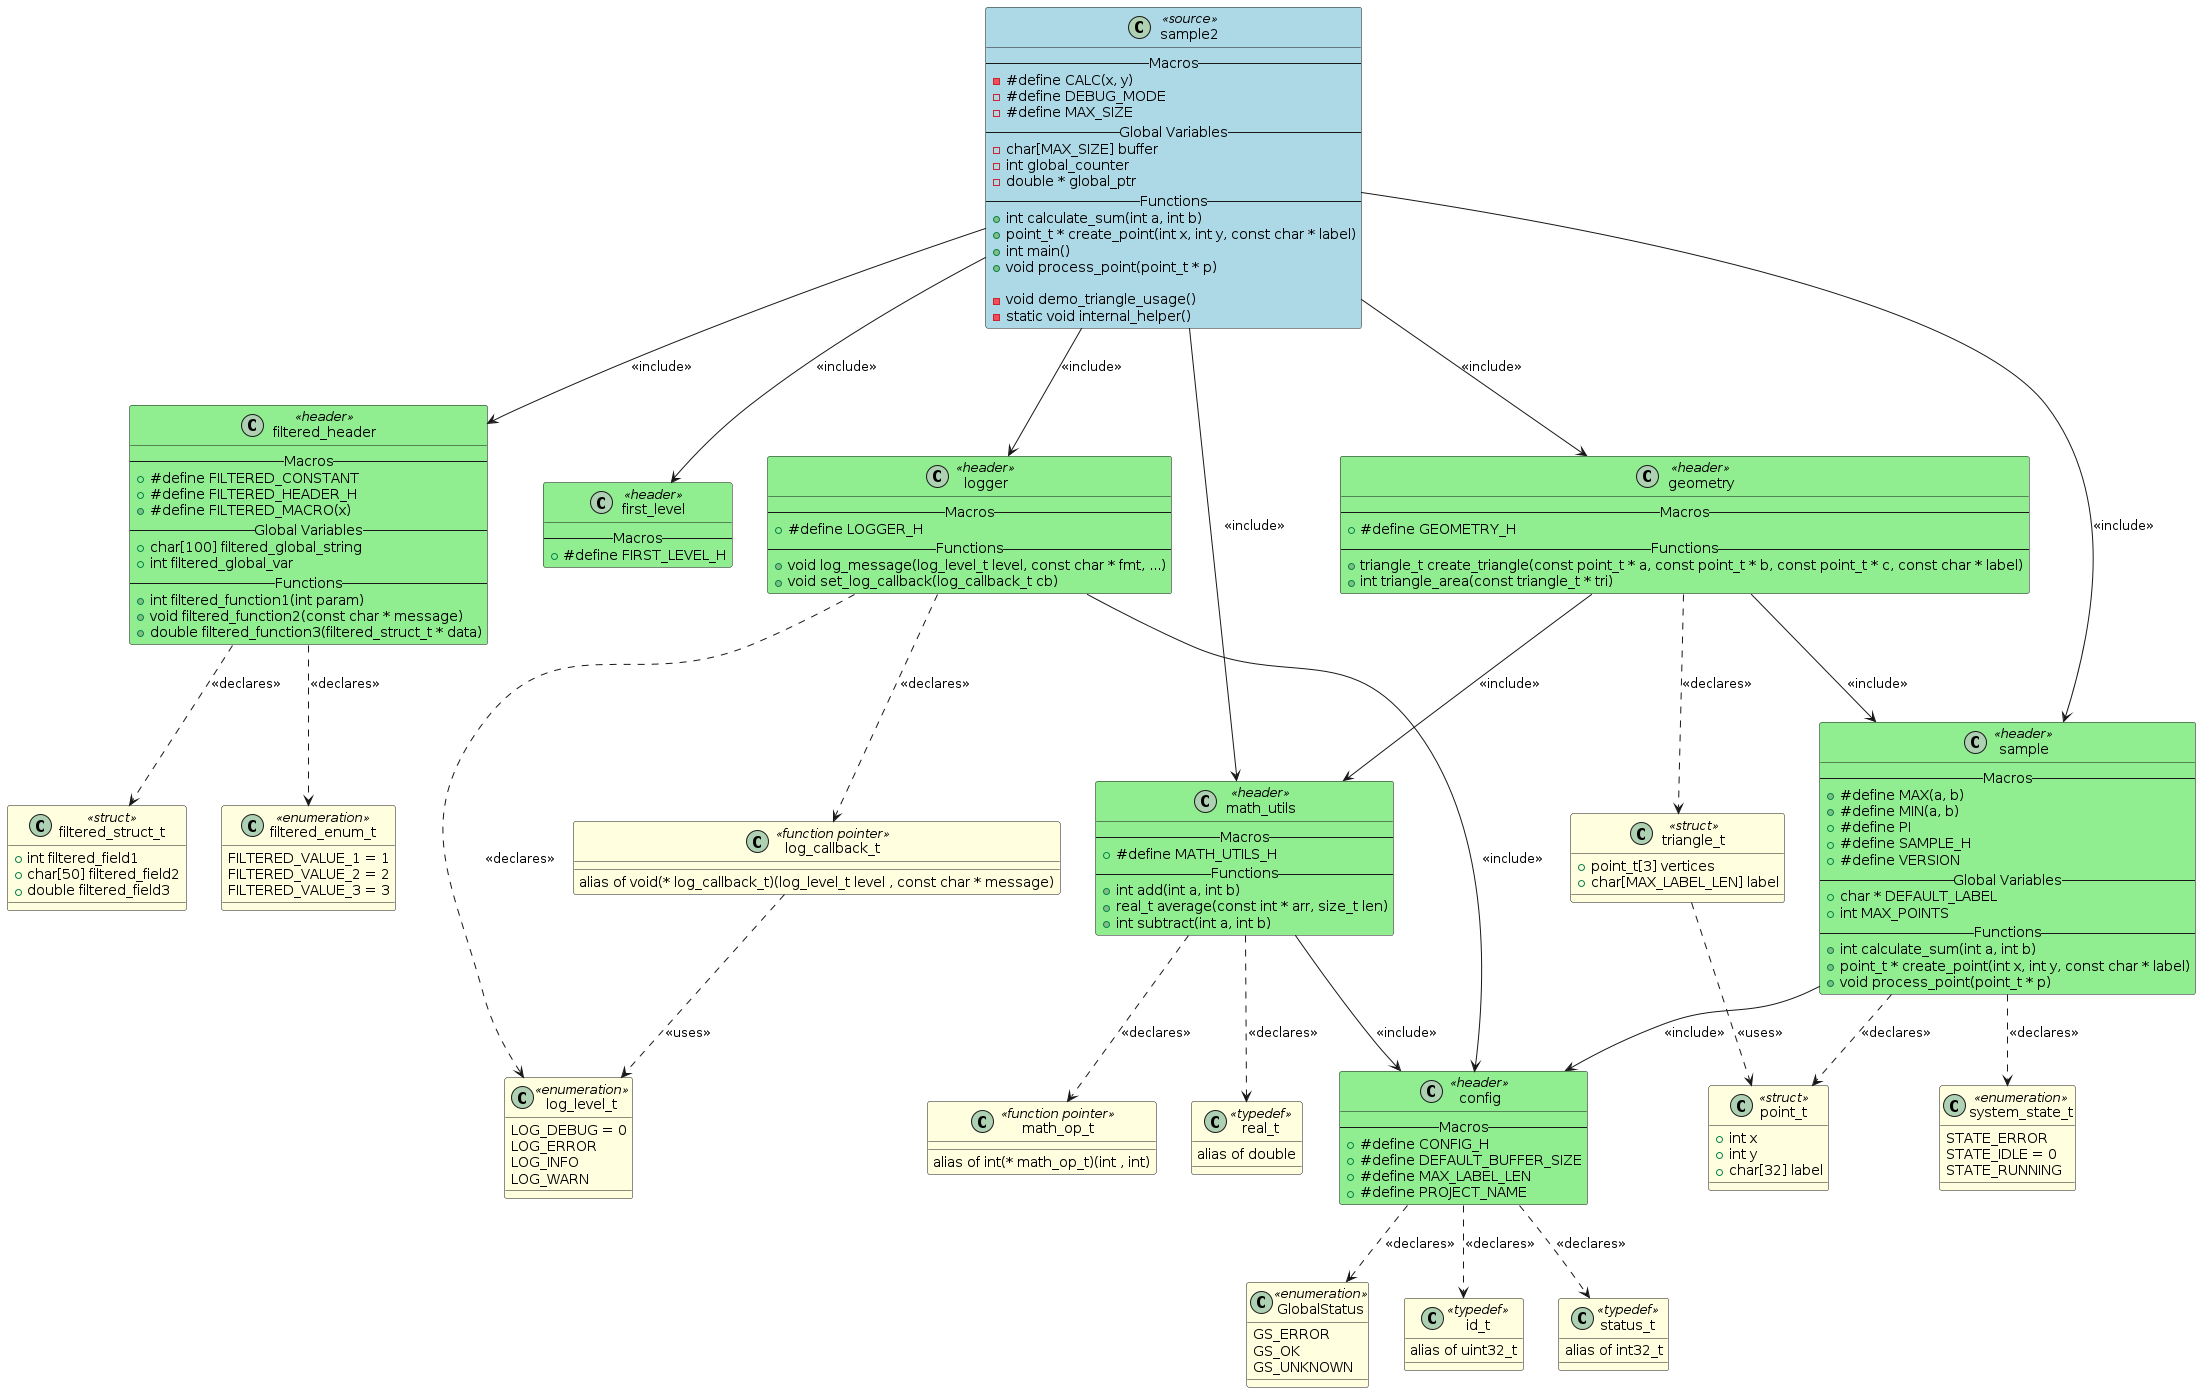 «source»
C
sample2
Macros
#define CALC(x, y)
#define DEBUG_MODE
#define MAX_SIZE
Global Variables
char[MAX_SIZE] buffer
int global_counter
double * global_ptr
Functions
int calculate_sum(int a, int b)
point_t * create_point(int x, int y, const char * label)
int main()
void process_point(point_t * p)
void demo_triangle_usage()
static void internal_helper()
«include»
«include»
«include»
«include»
«include»
«include»
«header»
C
filtered_header
Macros
#define FILTERED_CONSTANT
#define FILTERED_HEADER_H
#define FILTERED_MACRO(x)
Global Variables
char[100] filtered_global_string
int filtered_global_var
Functions
int filtered_function1(int param)
void filtered_function2(const char * message)
double filtered_function3(filtered_struct_t * data)
«header»
C
first_level
Macros
#define FIRST_LEVEL_H
«header»
C
logger
Macros
#define LOGGER_H
Functions
void log_message(log_level_t level, const char * fmt, ...)
void set_log_callback(log_callback_t cb)
«header»
C
geometry
Macros
#define GEOMETRY_H
Functions
triangle_t create_triangle(const point_t * a, const point_t * b, const point_t * c, const char * label)
int triangle_area(const triangle_t * tri)
«declares»
«declares»
«declares»
«include»
«declares»
«include»
«declares»
«include»
«struct»
C
filtered_struct_t
int filtered_field1
char[50] filtered_field2
double filtered_field3
«enumeration»
C
filtered_enum_t
FILTERED_VALUE_1 = 1
FILTERED_VALUE_2 = 2
FILTERED_VALUE_3 = 3
«function pointer»
C
log_callback_t
alias of void(* log_callback_t)(log_level_t level , const char * message)
«header»
C
math_utils
Macros
#define MATH_UTILS_H
Functions
int add(int a, int b)
real_t average(const int * arr, size_t len)
int subtract(int a, int b)
«include»
«struct»
C
triangle_t
point_t[3] vertices
char[MAX_LABEL_LEN] label
«header»
C
sample
Macros
#define MAX(a, b)
#define MIN(a, b)
#define PI
#define SAMPLE_H
#define VERSION
Global Variables
char * DEFAULT_LABEL
int MAX_POINTS
Functions
int calculate_sum(int a, int b)
point_t * create_point(int x, int y, const char * label)
void process_point(point_t * p)
«uses»
«declares»
«declares»
«include»
«include»
«uses»
«declares»
«declares»
«enumeration»
C
log_level_t
LOG_DEBUG = 0
LOG_ERROR
LOG_INFO
LOG_WARN
«function pointer»
C
math_op_t
alias of int(* math_op_t)(int , int)
«typedef»
C
real_t
alias of double
«header»
C
config
Macros
#define CONFIG_H
#define DEFAULT_BUFFER_SIZE
#define MAX_LABEL_LEN
#define PROJECT_NAME
«struct»
C
point_t
int x
int y
char[32] label
«enumeration»
C
system_state_t
STATE_ERROR
STATE_IDLE = 0
STATE_RUNNING
«declares»
«declares»
«declares»
«enumeration»
C
GlobalStatus
GS_ERROR
GS_OK
GS_UNKNOWN
«typedef»
C
id_t
alias of uint32_t
«typedef»
C
status_t
alias of int32_t